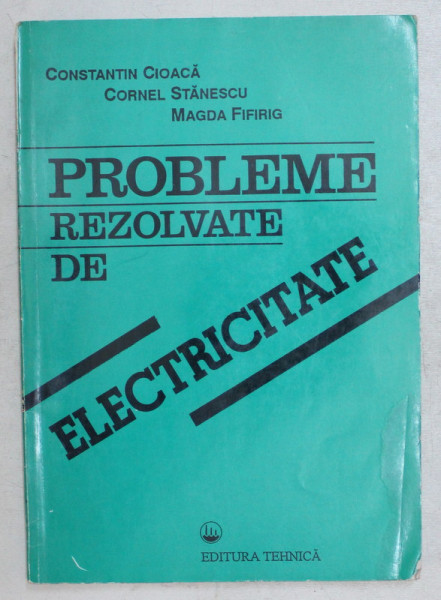 CONSTANTIN CIOACĂ
CORNEL STĂNESCU
MAGDA FIFIRIG
PROBLEME
REZOLVATE
DE
ELECTRICITATE
EDITURA TEHNICĂ